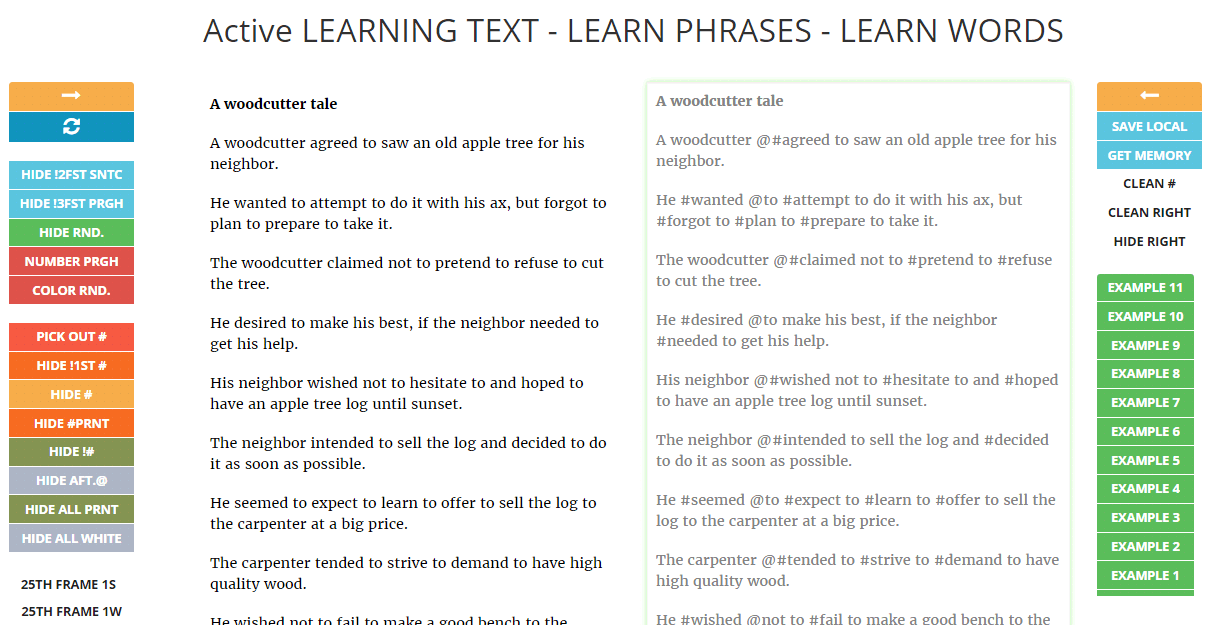 Active LEARNING TEXT - LEARN PHRASES - LEARN WORDS
HIDE !2FST SNTC
HIDE !3FST PRGH
HIDE RND.
NUMBER PRGH
COLOR RND.
PICK OUT #
HIDE !1ST #
HIDE #
HIDE #PRNT
HIDE !#
HIDE AFT.@
HIDE ALL PRNT
HIDE ALL WHITE
25TH FRAME 1S
25TH FRAME 1W
A woodcutter tale
A woodcutter agreed to saw an old apple tree for his
neighbor.
He wanted to attempt to do it with his ax, but forgot to
plan to prepare to take it.
The woodcutter claimed not to pretend to refuse to cut
the tree.
He desired to make his best, if the neighbor needed to
get his help.
His neighbor wished not to hesitate to and hoped to
have an apple tree log until sunset.
The neighbor intended to sell the log and decided to do
it as soon as possible.
He seemed to expect to learn to offer to sell the log to
the carpenter at a big price.
The carpenter tended to strive to demand to have high
quality wood.
He wished not to fail to make a good bench to the
A woodcutter tale
A woodcutter @#agreed to saw an old apple tree for his
neighbor.
He #wanted @to #attempt to do it with his ax, but
#forgot to #plan to #prepare to take it.
The woodcutter @#claimed not to #pretend to #refuse
to cut the tree.
He #desired @to make his best, if the neighbor
#needed to get his help.
His neighbor @#wished not to #hesitate to and #hoped
to have an apple tree log until sunset.
The neighbor @#intended to sell the log and #decided
to do it as soon as possible.
He #seemed @to #expect to #learn to #offer to sell the
log to the carpenter at a big price.
The carpenter @#tended to #strive to #demand to have
high quality wood.
He #wished @not to #fail to make a good bench to the
SAVE LOCAL
GET MEMORY
CLEAN #
CLEAN RIGHT
HIDE RIGHT
EXAMPLE 11
EXAMPLE 10
EXAMPLE 9
EXAMPLE 8
EXAMPLE 7
EXAMPLE 6
EXAMPLE 5
EXAMPLE 4
EXAMPLE 3
EXAMPLE 2
EXAMPLE 1